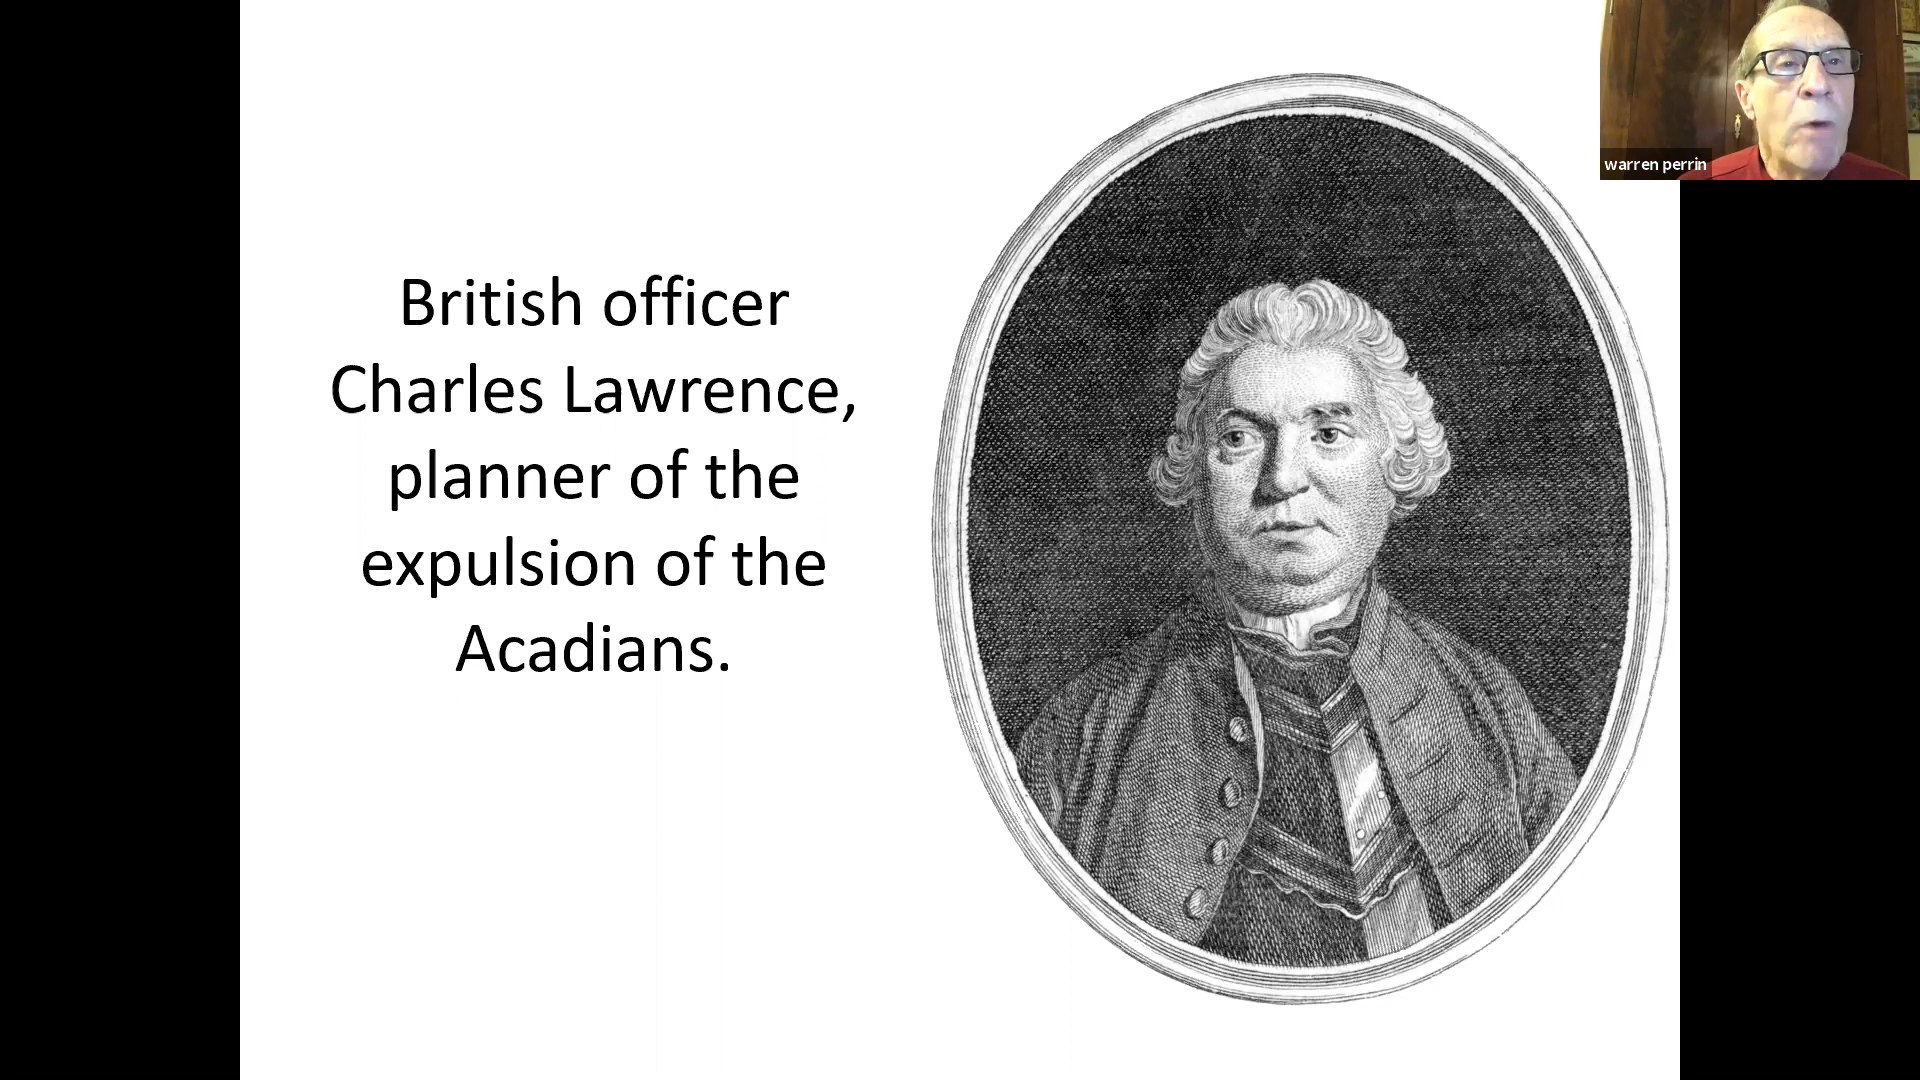 British officer
Charles Lawrence,
planner of the
expulsion of the
Acadians.
warren perrin